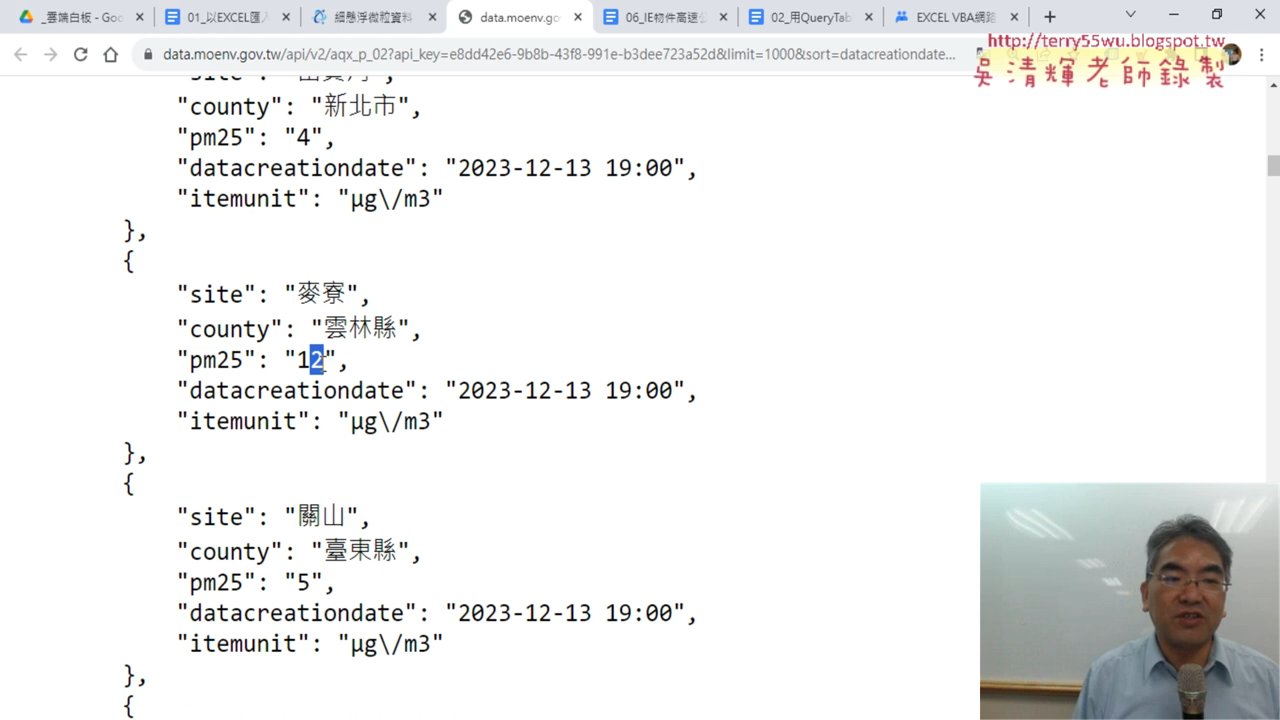 _雲端白板 - Goo
01_以EXCEL匯入
細懸浮微粒資料
data.moenv.go
06_IE物件高速公
02_用QueryTab
EXCEL VBA網路
data.moenv.gov.tw/api/v2/aqx_p_02?api_key=e8dd42e6-9b8b-43f8-991e-b3dee723a52d&limit=1000&sort=datacreationdate...
http://terry55wu.blogspot.tw
吳清輝老師錄製
"county": "新北市",
"pm25": "4",
"datacreationdate": "2023-12-13 19:00",
"itemunit": "μg\/m3"
},
{
"site": "麥寮",
"county": "雲林縣",
"pm25": "12",
"datacreationdate": "2023-12-13 19:00",
"itemunit": "μg\/m3"
},
{
"site": "關山",
"county": "臺東縣",
"pm25": "5",
"datacreationdate": "2023-12-13 19:00",
"itemunit": "μg\/m3"
},
{